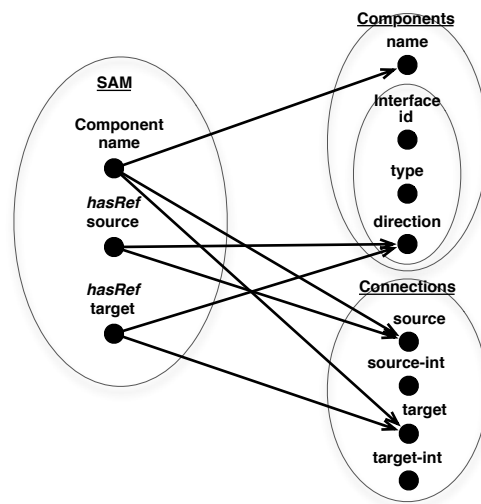 SAM
Component
name
hasRef
source
hasRef
target
Components
name
Interface
id
type
direction
Connections
source
source-int
target
target-int